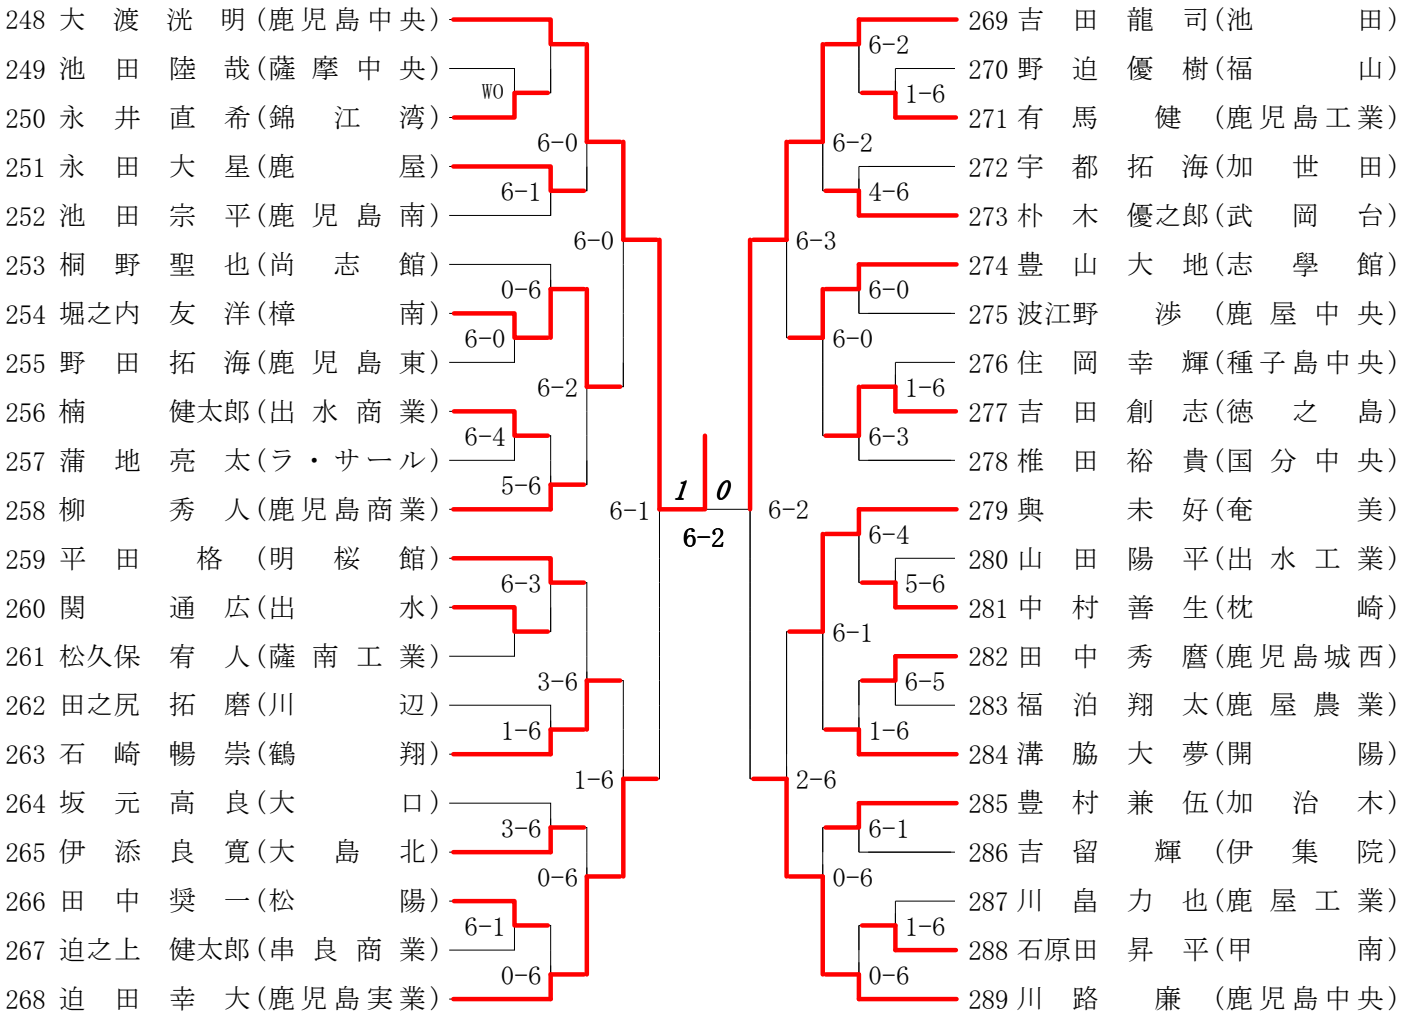 248 大渡洸明(鹿児島中央)
249 池田陸哉(薩摩中央)
WO
250 永井直希(錦江湾)
6-0
251 永田大星(鹿屋)
6-1
252 池田宗平(鹿児島南)
6-0
253 桐野聖也(尚志館)
0-6
254 堀之内友洋(樟南)
6-0
255 野田拓海(鹿児島東)
6-2
256 楠健太郎(出水商業)
6-4
257 蒲地亮太(ラ・サール)
5-6
258 柳秀人(鹿児島商業)
6-1
259 平田格(明桜館)
6-3
260 関通広(出水)
261 松久保宥人(薩南工業)
3-6
262 田之尻拓磨(川辺)
1-6
263 石崎暢崇(鶴翔)
1-6
264 坂元高良(大口)
3-6
265 伊添良寛(大島北)
0-6
266 田中奨一(松陽)
6-1
267 迫之上健太郎(串良商業)
0-6
268 迫田幸大(鹿児島実業)
1 0
6-2
269 吉田龍司(池田)
6-2
270 野迫優樹(福山)
1-6
271 有馬健(鹿児島工業)
6-2
272 宇都拓海(加世田)
4-6
273 朴木優之郎(武岡台)
6-3
274 豊山大地(志學館)
6-0
275 波江野渉(鹿屋中央)
6-0
276 住岡幸輝(種子島中央)
1-6
277 吉田創志(徳之島)
6-3
278 椎田裕貴(国分中央)
6-2
279 與未好(奄美)
6-4
280 山田陽平(出水工業)
5-6
281 中村善生(枕崎)
6-1
282 田中秀麿(鹿児島城西)
6-5
283 福泊翔太(鹿屋農業)
1-6
284 溝脇大夢(開陽)
2-6
285 豊村兼伍(加治木)
6-1
286 吉留輝(伊集院)
0-6
287 川畠力也(鹿屋工業)
1-6
288 石原田昇平(甲南)
0-6
289 川路廉(鹿児島中央)